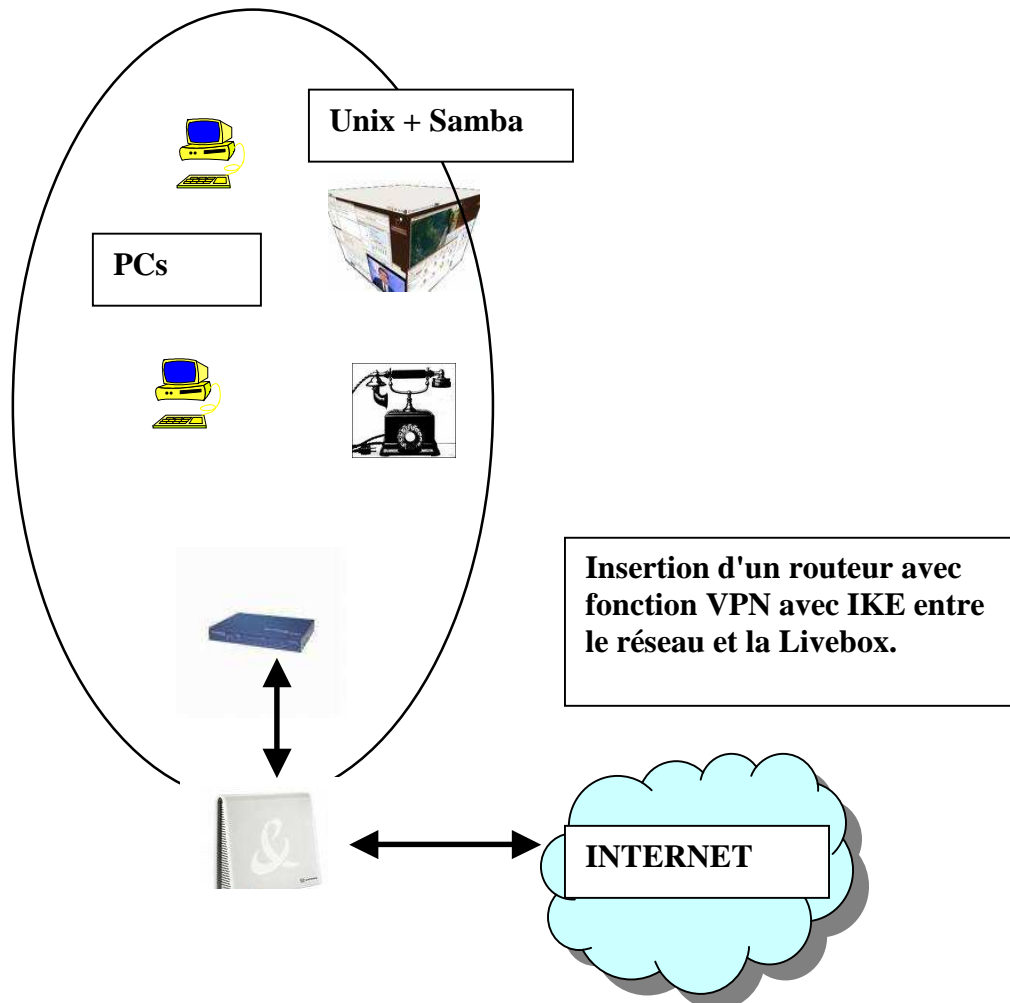 Unix + Samba
PCs
Insertion d'un routeur avec
fonction VPN avec IKE entre
le réseau et la Livebox.
&
INTERNET